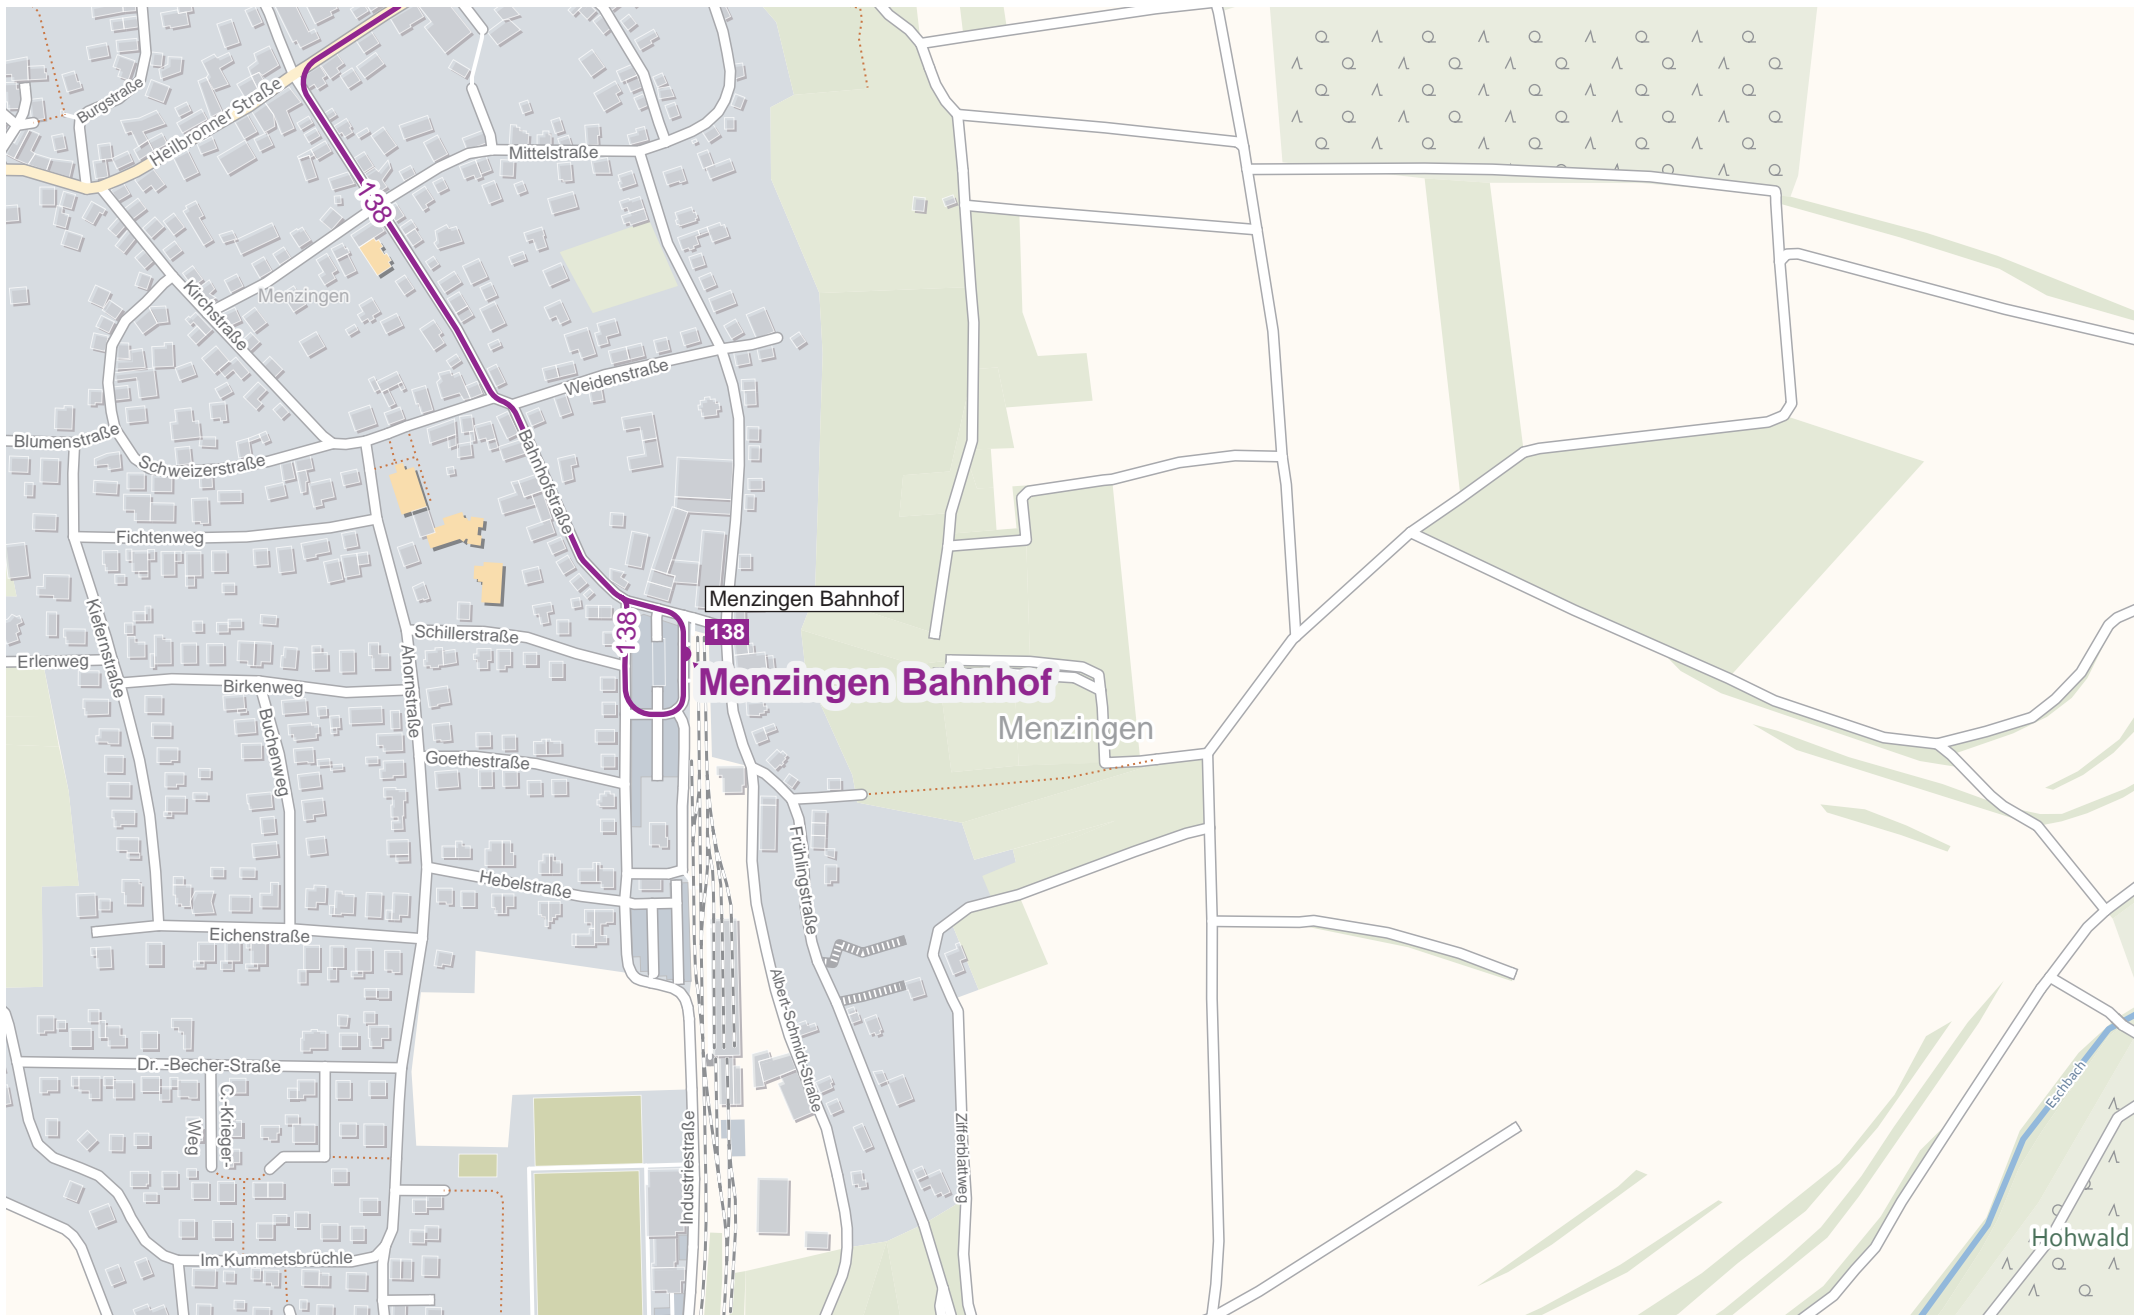 Burgstraße
Heilbronner Straße
Mittelstraße
138
Menzingen
Kirchstraße
Weidenstraße
Blumenstraße
Schweizerstraße
Bahnhofstraße
Fichtenweg
Menzingen Bahnhof
138
138
Kiefernstraße
Schillerstraße
Erlenweg
Ahornstraße
Birkenweg
Menzingen Bahnhof
Buchenweg
Menzingen
Goethestraße
Frühlingstraße
Hebelstraße
Eichenstraße
Albert-Schmidt-Straße
Dr. -Becher-Straße
C.-Krieger-
Weg
Eschbach
Industriestraße
Zifferblattweg
Hohwald
Im Kummetsbrüchle